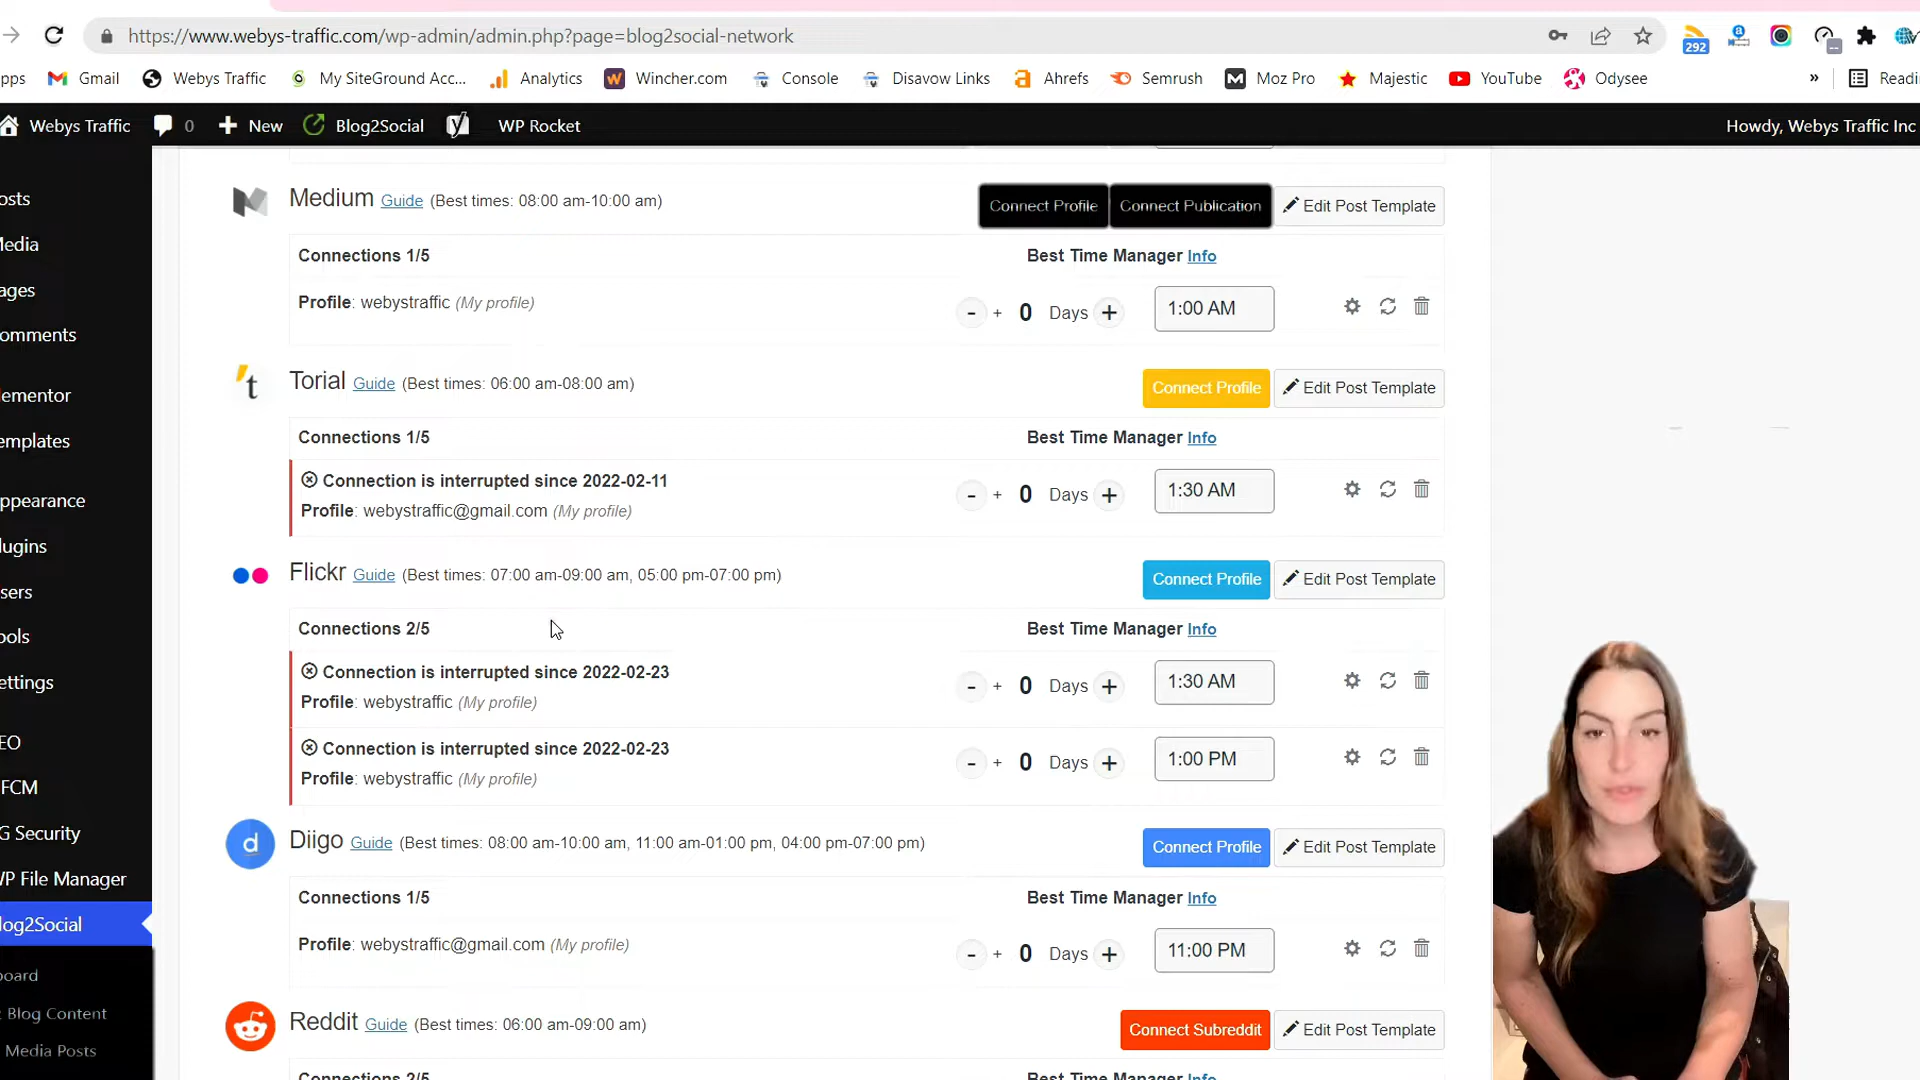 https://www.webys-traffic.com/wp-admin/admin.php?page=blog2social-network
292
pps Gmail Webys Traffic My SiteGround Acc... Analytics Wincher.com Console Disavow Links Ahrefs Semrush Moz Pro Majestic YouTube Odysee » Readi
Webys Traffic 0 New Blog2Social WP Rocket Howdy, Webys Traffic Inc
osts
Media
ages
omments
lementor
emplates
ppearance
lugins
sers
ools
ettings
EO
FCM
G Security
WP File Manager
log2Social
board
Blog Content
Media Posts
Medium Guide (Best times: 08:00 am-10:00 am) Connect Profile Connect Publication Edit Post Template
Connections 1/5 Best Time Manager Info
Profile: webystraffic (My profile) - + 0 Days + 1:00 AM
Torial Guide (Best times: 06:00 am-08:00 am) Connect Profile Edit Post Template
Connections 1/5 Best Time Manager Info
Connection is interrupted since 2022-02-11
Profile: webystraffic@gmail.com (My profile) - + 0 Days + 1:30 AM
Flickr Guide (Best times: 07:00 am-09:00 am, 05:00 pm-07:00 pm) Connect Profile Edit Post Template
Connections 2/5 Best Time Manager Info
Connection is interrupted since 2022-02-23
Profile: webystraffic (My profile) - + 0 Days + 1:30 AM
Connection is interrupted since 2022-02-23
Profile: webystraffic (My profile) - + 0 Days + 1:00 PM
Diigo Guide (Best times: 08:00 am-10:00 am, 11:00 am-01:00 pm, 04:00 pm-07:00 pm) Connect Profile Edit Post Template
Connections 1/5 Best Time Manager Info
Profile: webystraffic@gmail.com (My profile) - + 0 Days + 11:00 PM
Reddit Guide (Best times: 06:00 am-09:00 am) Connect Subreddit Edit Post Template
Connections 2/5 Best Time Manager Info